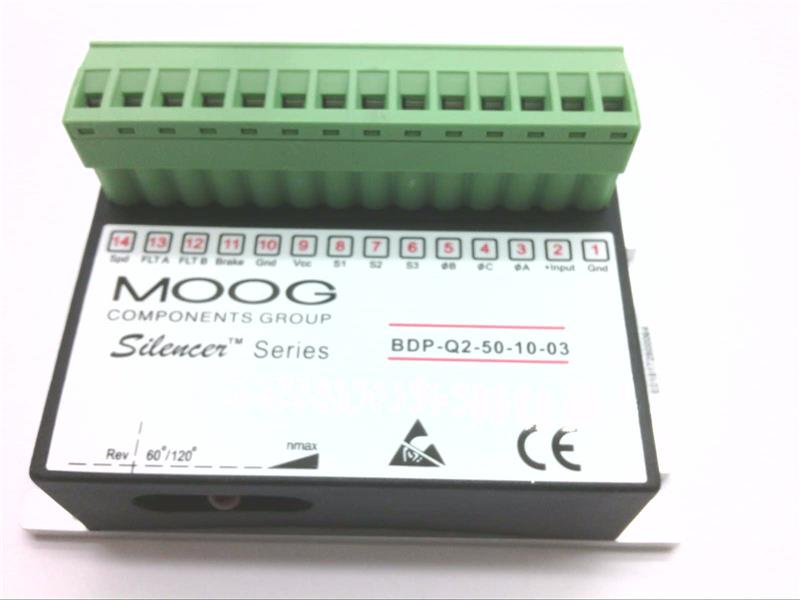 14 13 12 11 10 9 8 7 6 5 4 3 2 1
Spd FLT A FLT B Brake Gnd Vcc S1 S2 S3 ØB ØC ØA +Input Gnd
MOOG
COMPONENTS GROUP
Silencer™ Series
BDP-Q2-50-10-03
Rev 60°/120°
nmax
CE